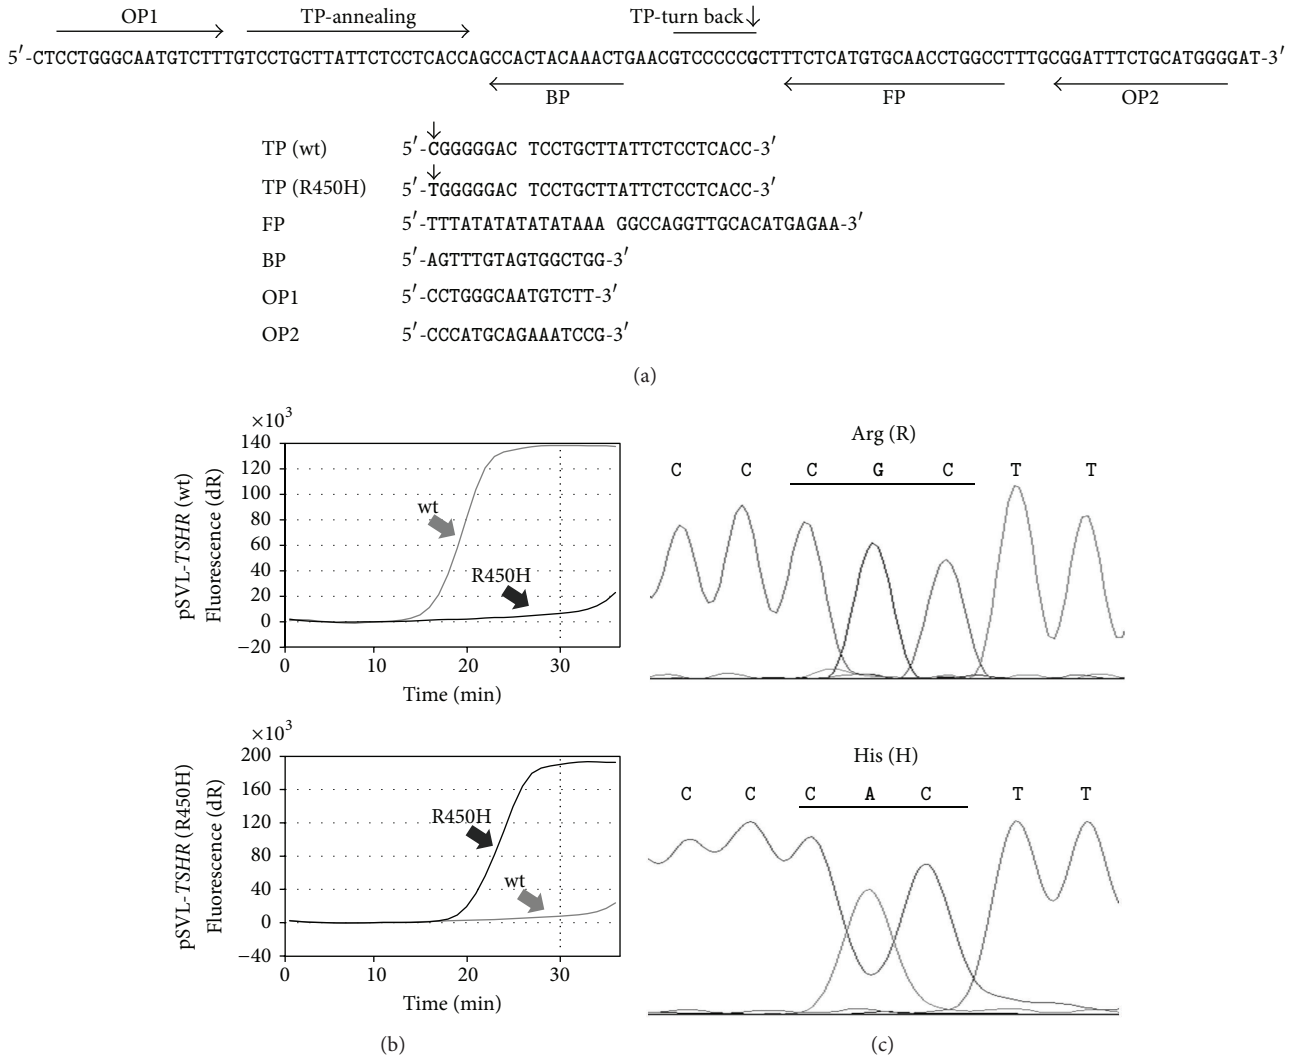 OP1 TP-annealing TP-turn back↓
5′-CTCCTGGGCAATGTCTTTGTCCTGCTTATTCTCCTCACCAGCCACTACAAACTGAACGTCCCCCGCTTTCTCATGTGCAACCTGGCCTTTGCGGATTTCTGCATGGGGAT-3′
BP FP OP2
TP (wt) 5′-CGGGGGAC TCCTGCTTATTCTCCTCACC-3′
TP (R450H) 5′-TGGGGGAC TCCTGCTTATTCTCCTCACC-3′
FP 5′-TTTATATATATATAAA GGCCAGGTTGCACATGAGAA-3′
BP 5′-AGTTTGTAGTGGCTGG-3′
OP1 5′-CCTGGGCAATGTCTT-3′
OP2 5′-CCCATGCAGAAATCCG-3′
(a)
×10³
pSVL-TSHR (wt)
Fluorescence (dR)
140
120
100
80
60
40
20
0
−20
wt
R450H
0 10 20 30
Time (min)
Arg (R)
C C C G C T T
×10³
pSVL-TSHR (R450H)
Fluorescence (dR)
200
160
120
80
40
0
−40
R450H
wt
0 10 20 30
Time (min)
(b)
His (H)
C C C A C T T
(c)